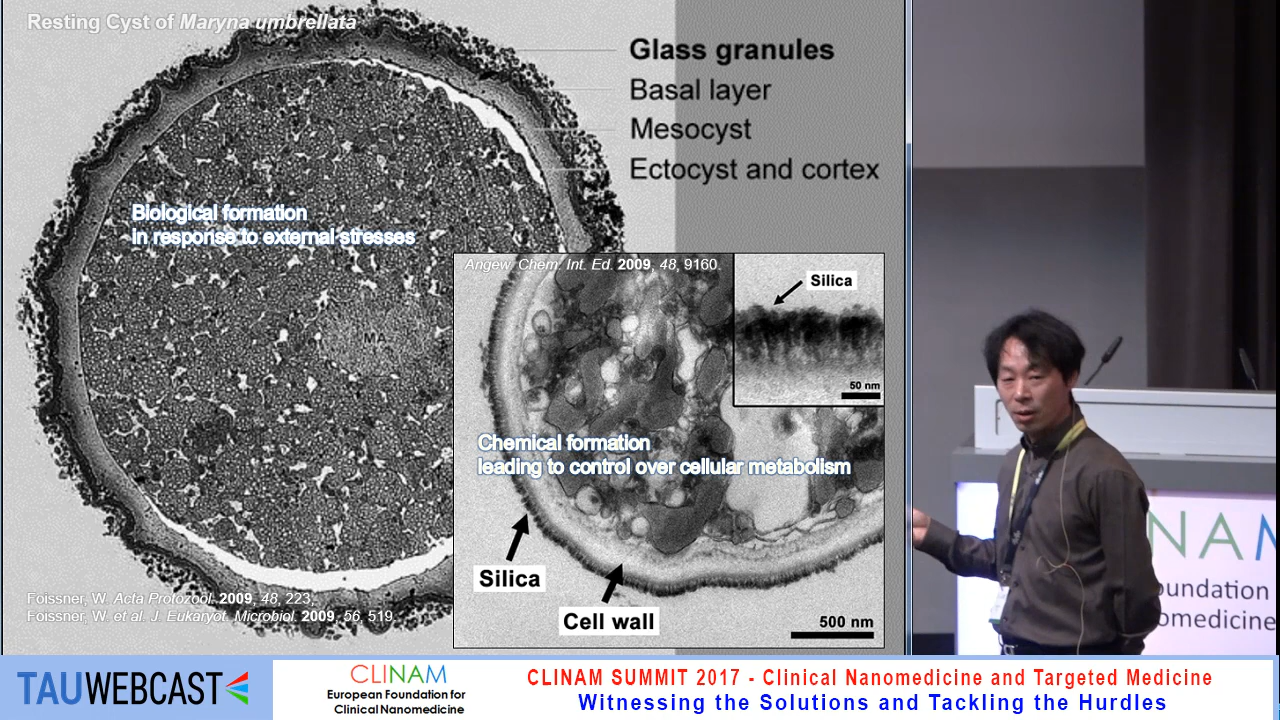 Resting Cyst of Maryna umbrellata
Glass granules
Basal layer
Mesocyst
Ectocyst and cortex
Biological formation
in response to external stresses
MA
Foissner, W. Acta Protozool. 2009, 48, 223.
Foissner, W. et al. J. Eukaryot. Microbiol. 2009, 56, 519.
Angew. Chem. Int. Ed. 2009, 48, 9160.
Silica
50 nm
Chemical formation
leading to control over cellular metabolism
Silica
Cell wall
500 nm
NAM
oundation
omedicine
TAUWEBCAST
CLINAM
European Foundation for
Clinical Nanomedicine
CLINAM SUMMIT 2017 - Clinical Nanomedicine and Targeted Medicine
Witnessing the Solutions and Tackling the Hurdles